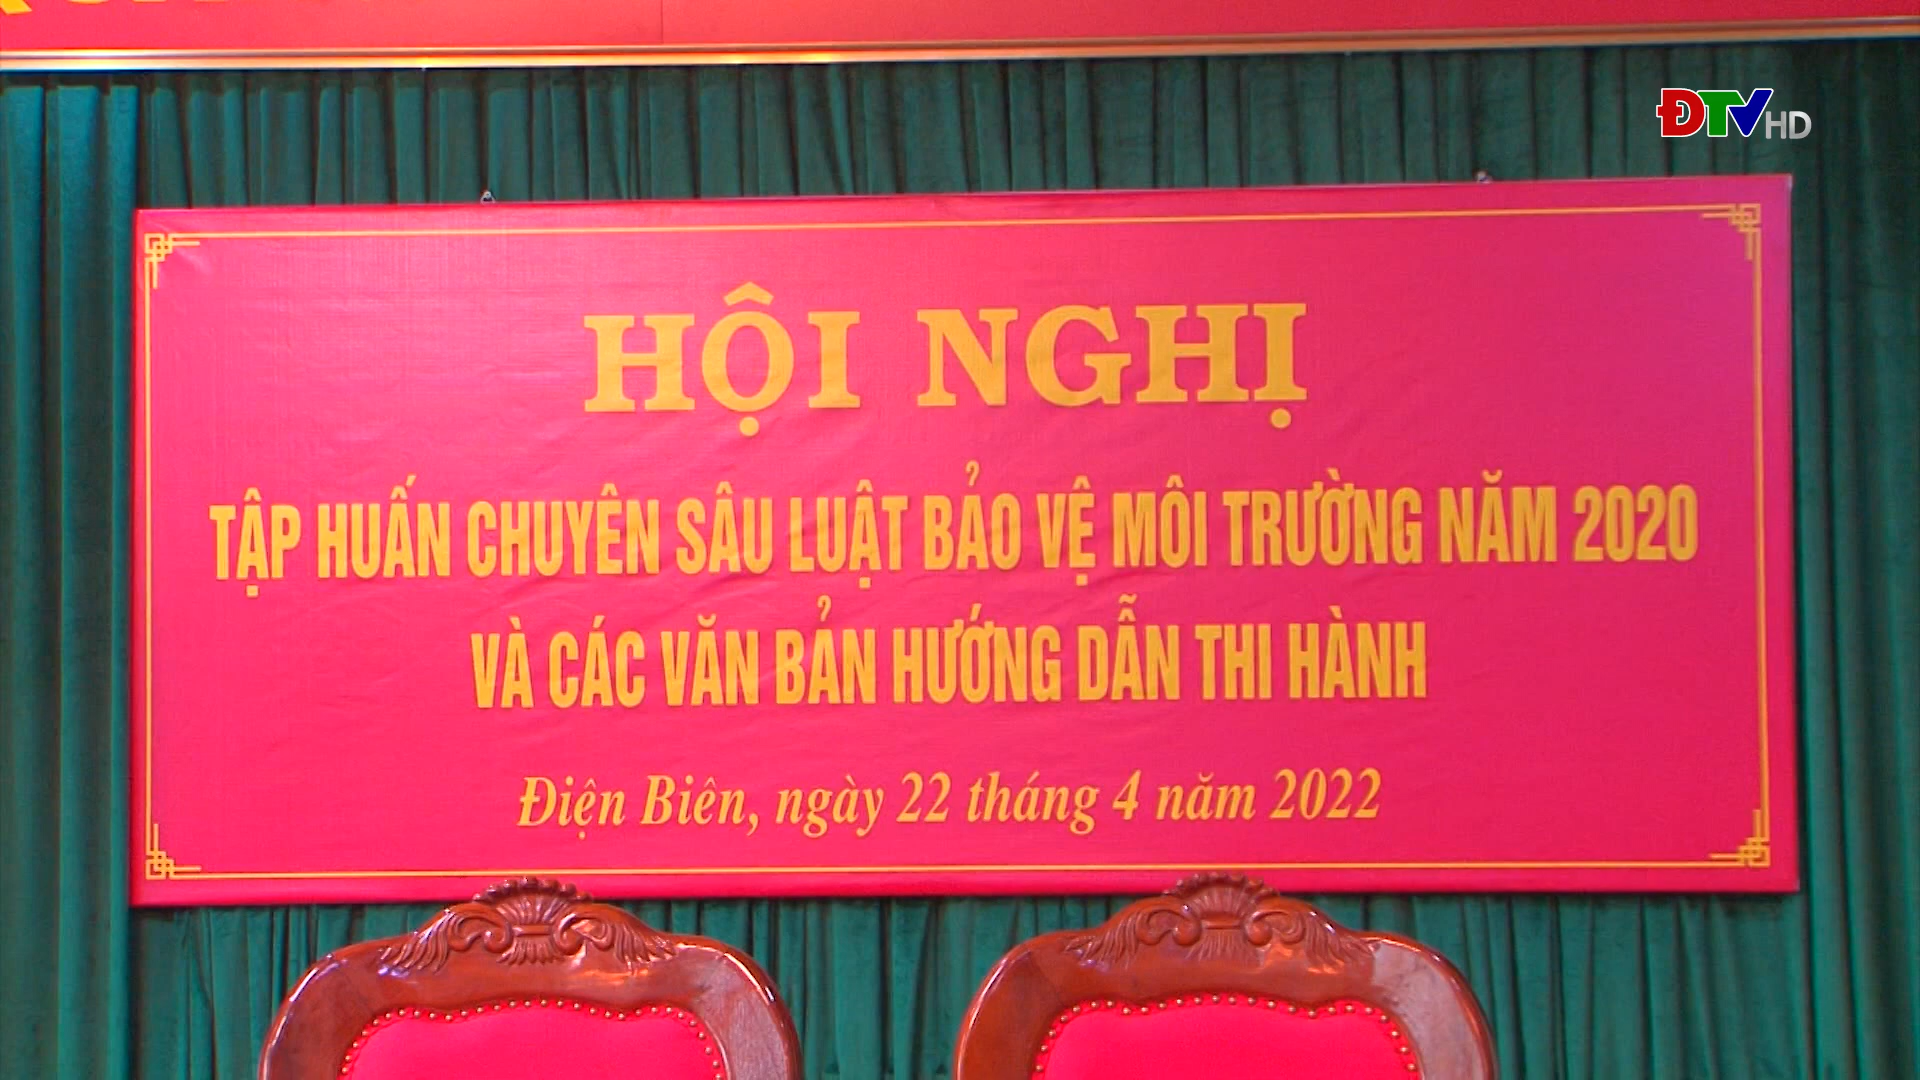 ĐTV HD
HỘI NGHỊ
TẬP HUẤN CHUYÊN SÂU LUẬT BẢO VỆ MÔI TRƯỜNG NĂM 2020
VÀ CÁC VĂN BẢN HƯỚNG DẪN THI HÀNH
Điện Biên, ngày 22 tháng 4 năm 2022